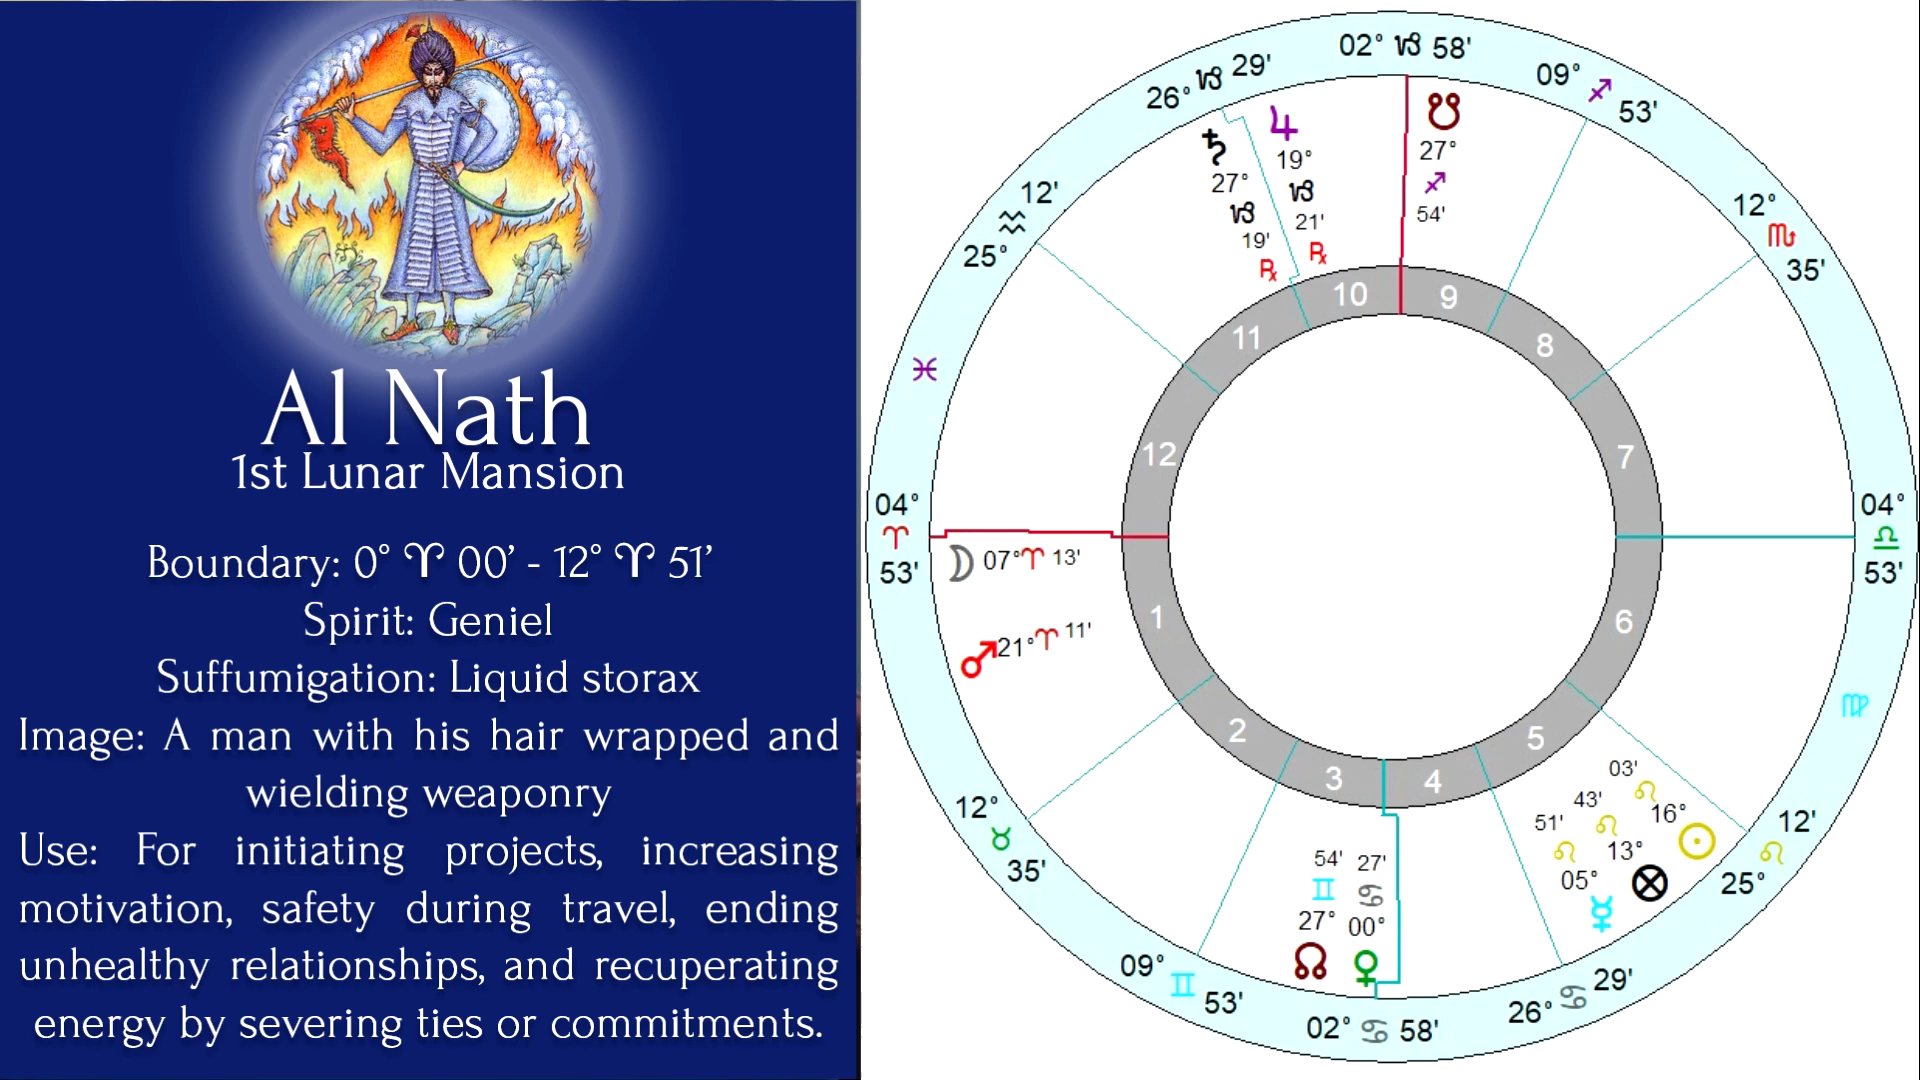 Al Nath
1st Lunar Mansion
Boundary: 0° ♈ 00’ - 12° ♈ 51’
Spirit: Geniel
Suffumigation: Liquid storax
Image: A man with his hair wrapped and
wielding weaponry
Use: For initiating projects, increasing
motivation, safety during travel, ending
unhealthy relationships, and recuperating
energy by severing ties or commitments.
02° ♑ 58'
26° ♑ 29'
09° ♐ 53'
12° ♏ 35'
04° ♎ 53'
♍
25° ♌ 12'
26° ♋ 29'
02° ♋ 58'
09° ♊ 53'
12° ♉ 35'
04° ♈ 53'
♓
25° ♒ 12'
♄ 27° ♑ 19' ℞
♃ 19° ♑ 21' ℞
☋ 27° ♐ 54'
☽ 07° ♈ 13'
♂ 21° ♈ 11'
☊ 27° ♊ 54'
♀ 00° ♋ 27'
☿ 05° ♌ 51'
⊗ 13° ♌ 43'
☉ 16° ♌ 03'
1
2
3
4
5
6
7
8
9
10
11
12